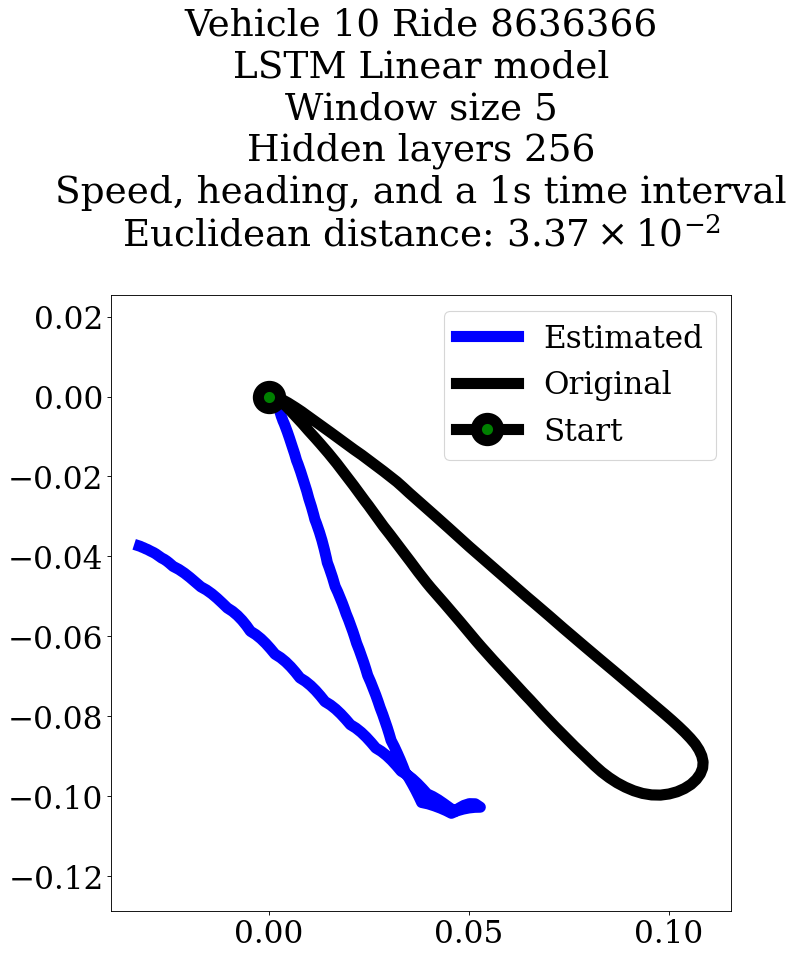 Vehicle 10 Ride 8636366
LSTM Linear model
Window size 5
Hidden layers 256
Speed, heading, and a 1s time interval
Euclidean distance: 3.37 × 10⁻²
Estimated
Original
Start
0.02
0.00
−0.02
−0.04
−0.06
−0.08
−0.10
−0.12
0.00 0.05 0.10